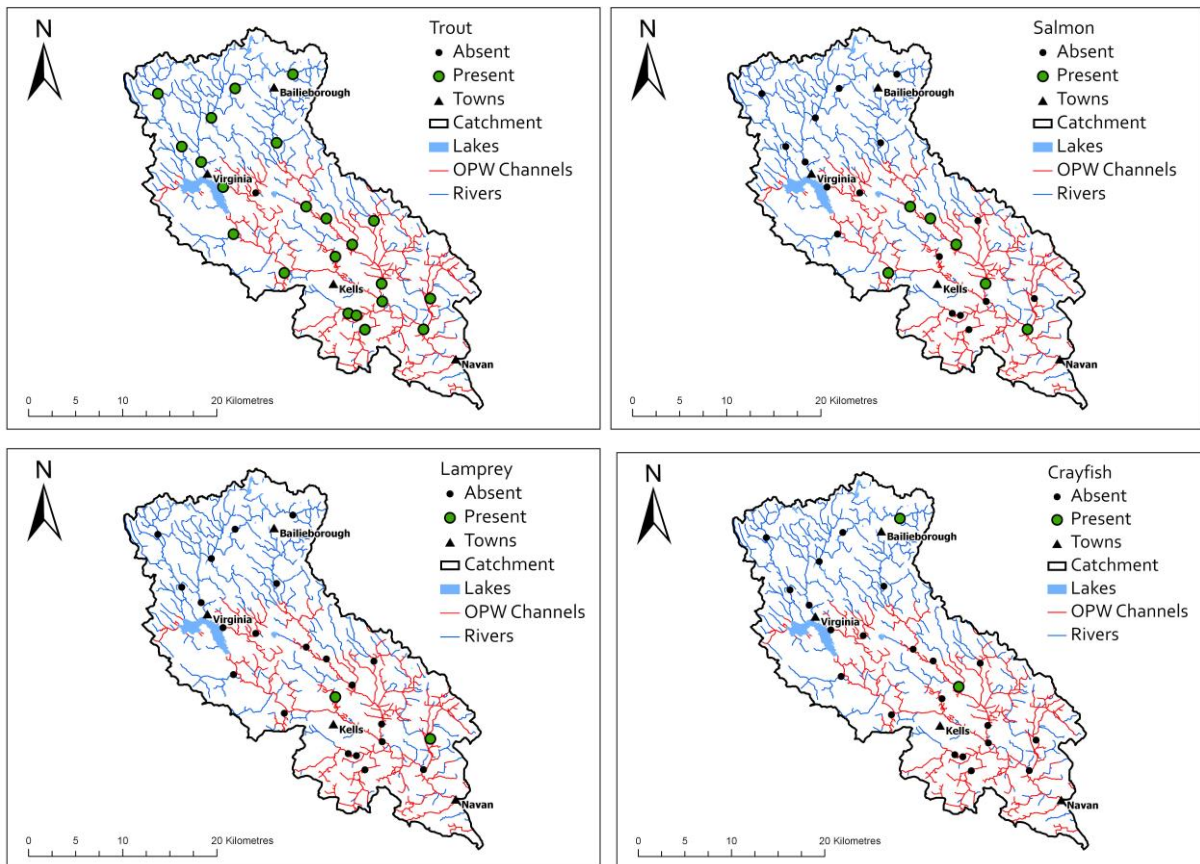 N
Trout
Absent
Present
Towns
Catchment
Lakes
OPW Channels
Rivers
Bailieborough
Virginia
Kells
Navan
0 5 10 20 Kilometres
N
Salmon
Absent
Present
Towns
Catchment
Lakes
OPW Channels
Rivers
Bailieborough
Virginia
Kells
Navan
0 5 10 20 Kilometres
N
Lamprey
Absent
Present
Towns
Catchment
Lakes
OPW Channels
Rivers
Bailieborough
Virginia
Kells
Navan
0 5 10 20 Kilometres
N
Crayfish
Absent
Present
Towns
Catchment
Lakes
OPW Channels
Rivers
Bailieborough
Virginia
Kells
Navan
0 5 10 20 Kilometres